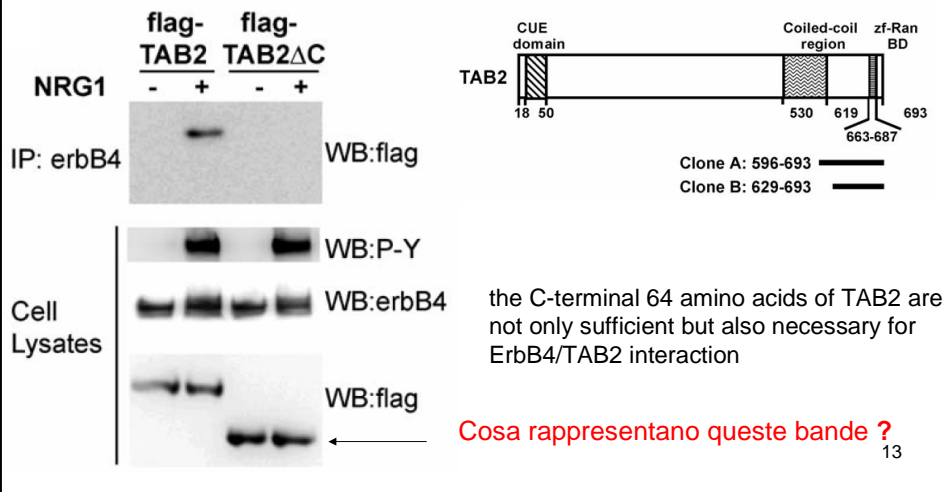 flag- flag-
TAB2 TAB2ΔC
NRG1 - + - +
IP: erbB4 WB:flag
WB:P-Y
WB:erbB4
Cell
Lysates
WB:flag
CUE
domain
Coiled-coil
region
zf-Ran
BD
TAB2
18 50 530 619 693
663-687
Clone A: 596-693
Clone B: 629-693
the C-terminal 64 amino acids of TAB2 are
not only sufficient but also necessary for
ErbB4/TAB2 interaction
Cosa rappresentano queste bande ?
13